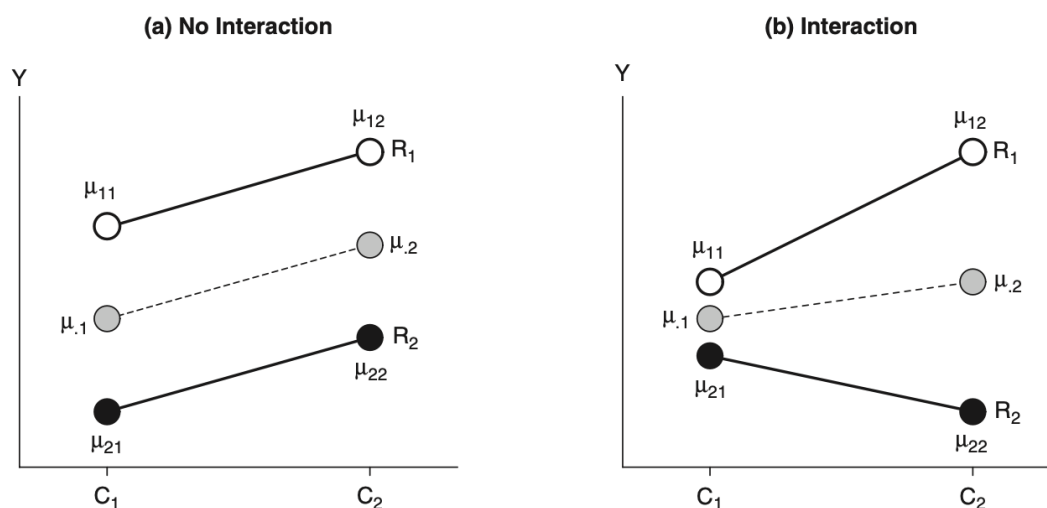 (a) No Interaction
Y
μ12
R1
μ11
μ.2
μ.1
R2
μ22
μ21
C1
C2
(b) Interaction
Y
μ12
R1
μ11
μ.2
μ.1
μ21
R2
μ22
C1
C2